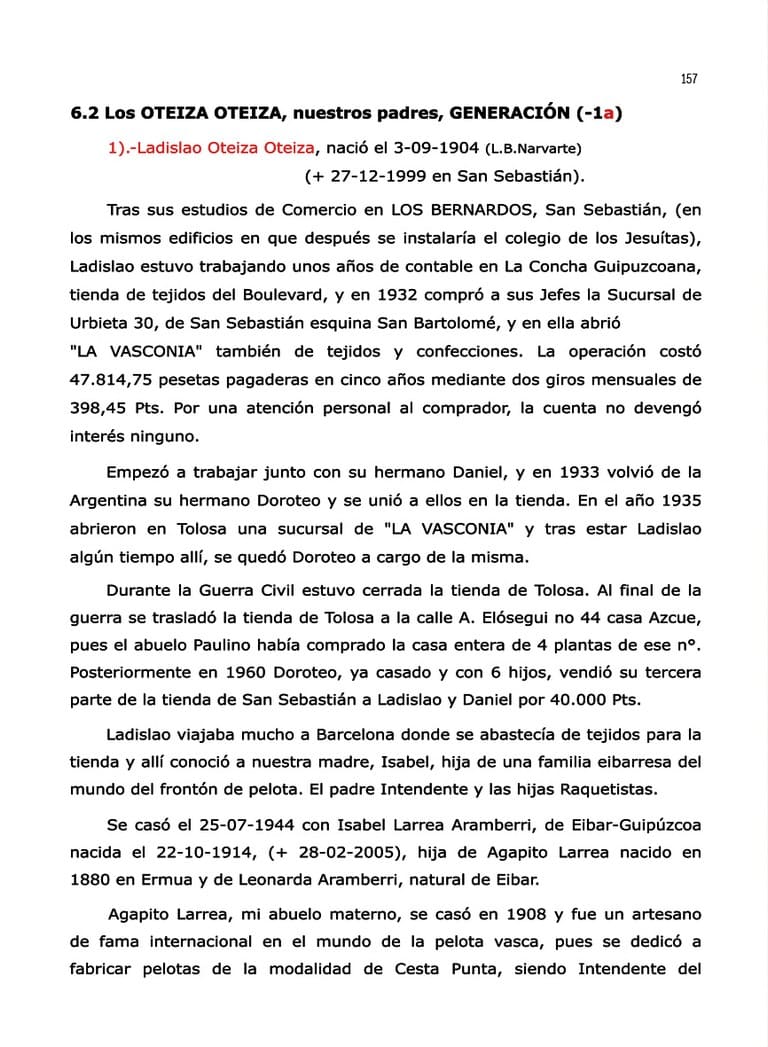 157
6.2 Los OTEIZA OTEIZA, nuestros padres, GENERACIÓN (-1a)
1).-Ladislao Oteiza Oteiza, nació el 3-09-1904 (L.B.Narvarte)
(+ 27-12-1999 en San Sebastián).
Tras sus estudios de Comercio en LOS BERNARDOS, San Sebastián, (en
los mismos edificios en que después se instalaría el colegio de los Jesuítas),
Ladislao estuvo trabajando unos años de contable en La Concha Guipuzcoana,
tienda de tejidos del Boulevard, y en 1932 compró a sus Jefes la Sucursal de
Urbieta 30, de San Sebastián esquina San Bartolomé, y en ella abrió
"LA VASCONIA" también de tejidos y confecciones. La operación costó
47.814,75 pesetas pagaderas en cinco años mediante dos giros mensuales de
398,45 Pts. Por una atención personal al comprador, la cuenta no devengó
interés ninguno.
Empezó a trabajar junto con su hermano Daniel, y en 1933 volvió de la
Argentina su hermano Doroteo y se unió a ellos en la tienda. En el año 1935
abrieron en Tolosa una sucursal de "LA VASCONIA" y tras estar Ladislao
algún tiempo allí, se quedó Doroteo a cargo de la misma.
Durante la Guerra Civil estuvo cerrada la tienda de Tolosa. Al final de la
guerra se trasladó la tienda de Tolosa a la calle A. Elósegui no 44 casa Azcue,
pues el abuelo Paulino había comprado la casa entera de 4 plantas de ese nº.
Posteriormente en 1960 Doroteo, ya casado y con 6 hijos, vendió su tercera
parte de la tienda de San Sebastián a Ladislao y Daniel por 40.000 Pts.
Ladislao viajaba mucho a Barcelona donde se abastecía de tejidos para la
tienda y allí conoció a nuestra madre, Isabel, hija de una familia eibarresa del
mundo del frontón de pelota. El padre Intendente y las hijas Raquetistas.
Se casó el 25-07-1944 con Isabel Larrea Aramberri, de Eibar-Guipúzcoa
nacida el 22-10-1914, (+ 28-02-2005), hija de Agapito Larrea nacido en
1880 en Ermua y de Leonarda Aramberri, natural de Eibar.
Agapito Larrea, mi abuelo materno, se casó en 1908 y fue un artesano
de fama internacional en el mundo de la pelota vasca, pues se dedicó a
fabricar pelotas de la modalidad de Cesta Punta, siendo Intendente del